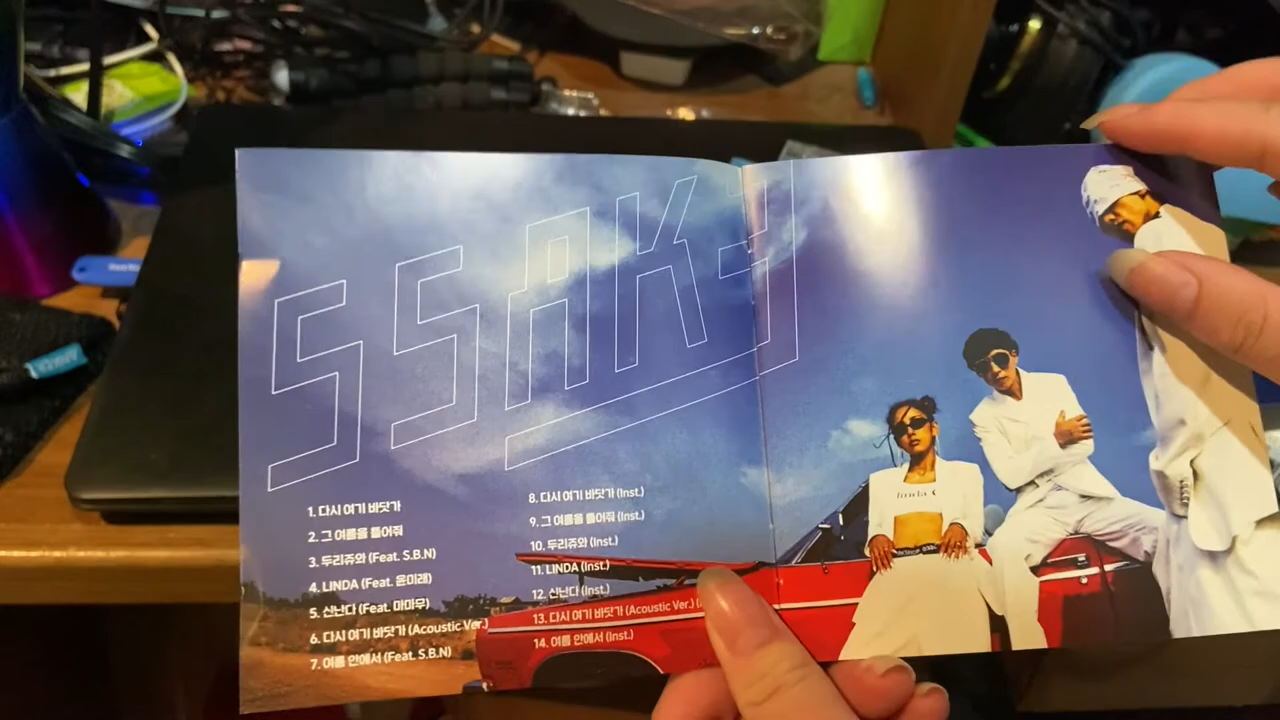 SSAK3
1. 다시 여기 바닷가
2. 그 여름을 틀어줘
3. 두리쥬와 (Feat. S.B.N)
4. LINDA (Feat. 윤미래)
5. 신난다 (Feat. 마마무)
6. 다시 여기 바닷가 (Acoustic Ver.)
7. 여름 안에서 (Feat. S.B.N)
8. 다시 여기 바닷가 (Inst.)
9. 그 여름을 틀어줘 (Inst.)
10. 두리쥬와 (Inst.)
11. LINDA (Inst.)
12. 신난다 (Inst.)
13. 다시 여기 바닷가 (Acoustic Ver.)
14. 여름 안에서 (Inst.)
linda